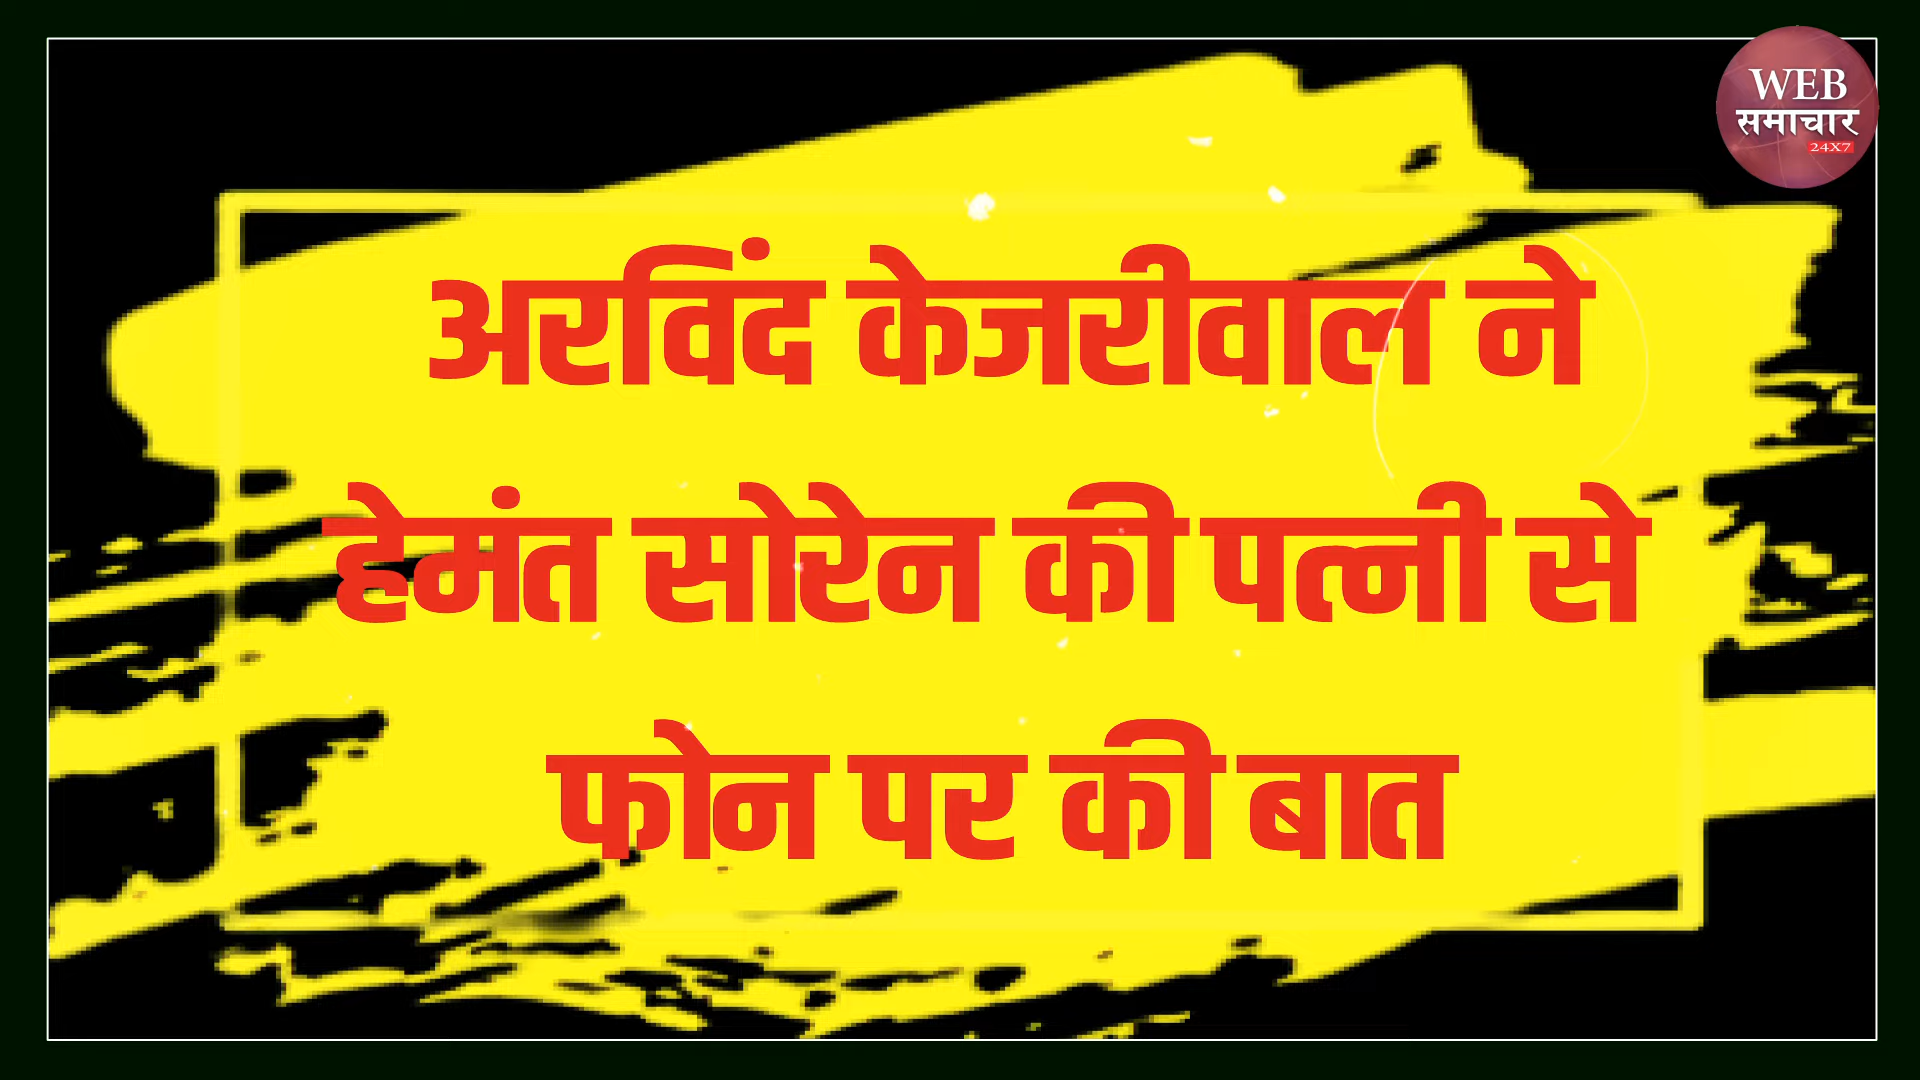 WEB
समाचार
24X7
अरविंद केजरीवाल ने
हेमंत सोरेन की पत्नी से
फोन पर की बात